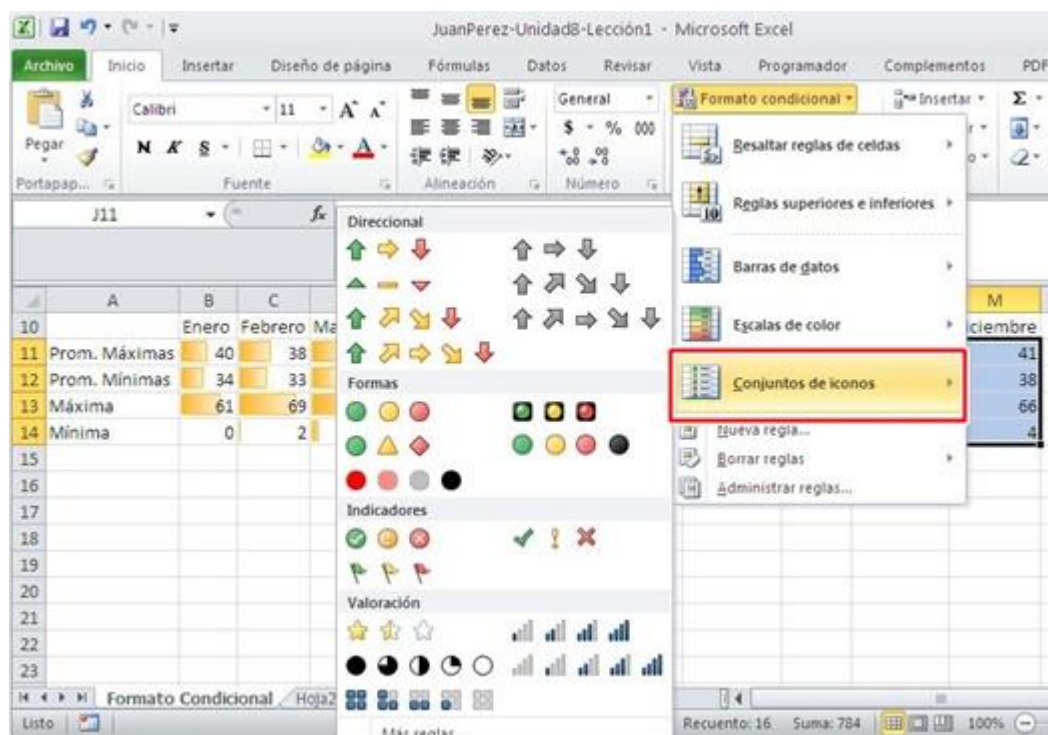 JuanPerez-Unidad8-Lección1 - Microsoft Excel
Archivo Inicio Insertar Diseño de página Fórmulas Datos Revisar Vista Programador Complementos PDF
Pegar
Calibri 11
N K S
General
$ % 000
Formato condicional
Insertar
Σ
Portapap... Fuente Alineación Número
J11 fx
Resaltar reglas de celdas
Reglas superiores e inferiores
Barras de datos
Escalas de color
Conjuntos de iconos
Nueva regla...
Borrar reglas
Administrar reglas...
Direccional
Formas
Indicadores
Valoración
Más reglas
A B C M
10 Enero Febrero Ma ciembre
11 Prom. Máximas 40 38 41
12 Prom. Mínimas 34 33 38
13 Máxima 61 69 66
14 Mínima 0 2 4
15
16
17
18
19
20
21
22
23
Formato Condicional Hoja2
Listo Recuento: 16 Suma: 784 100%